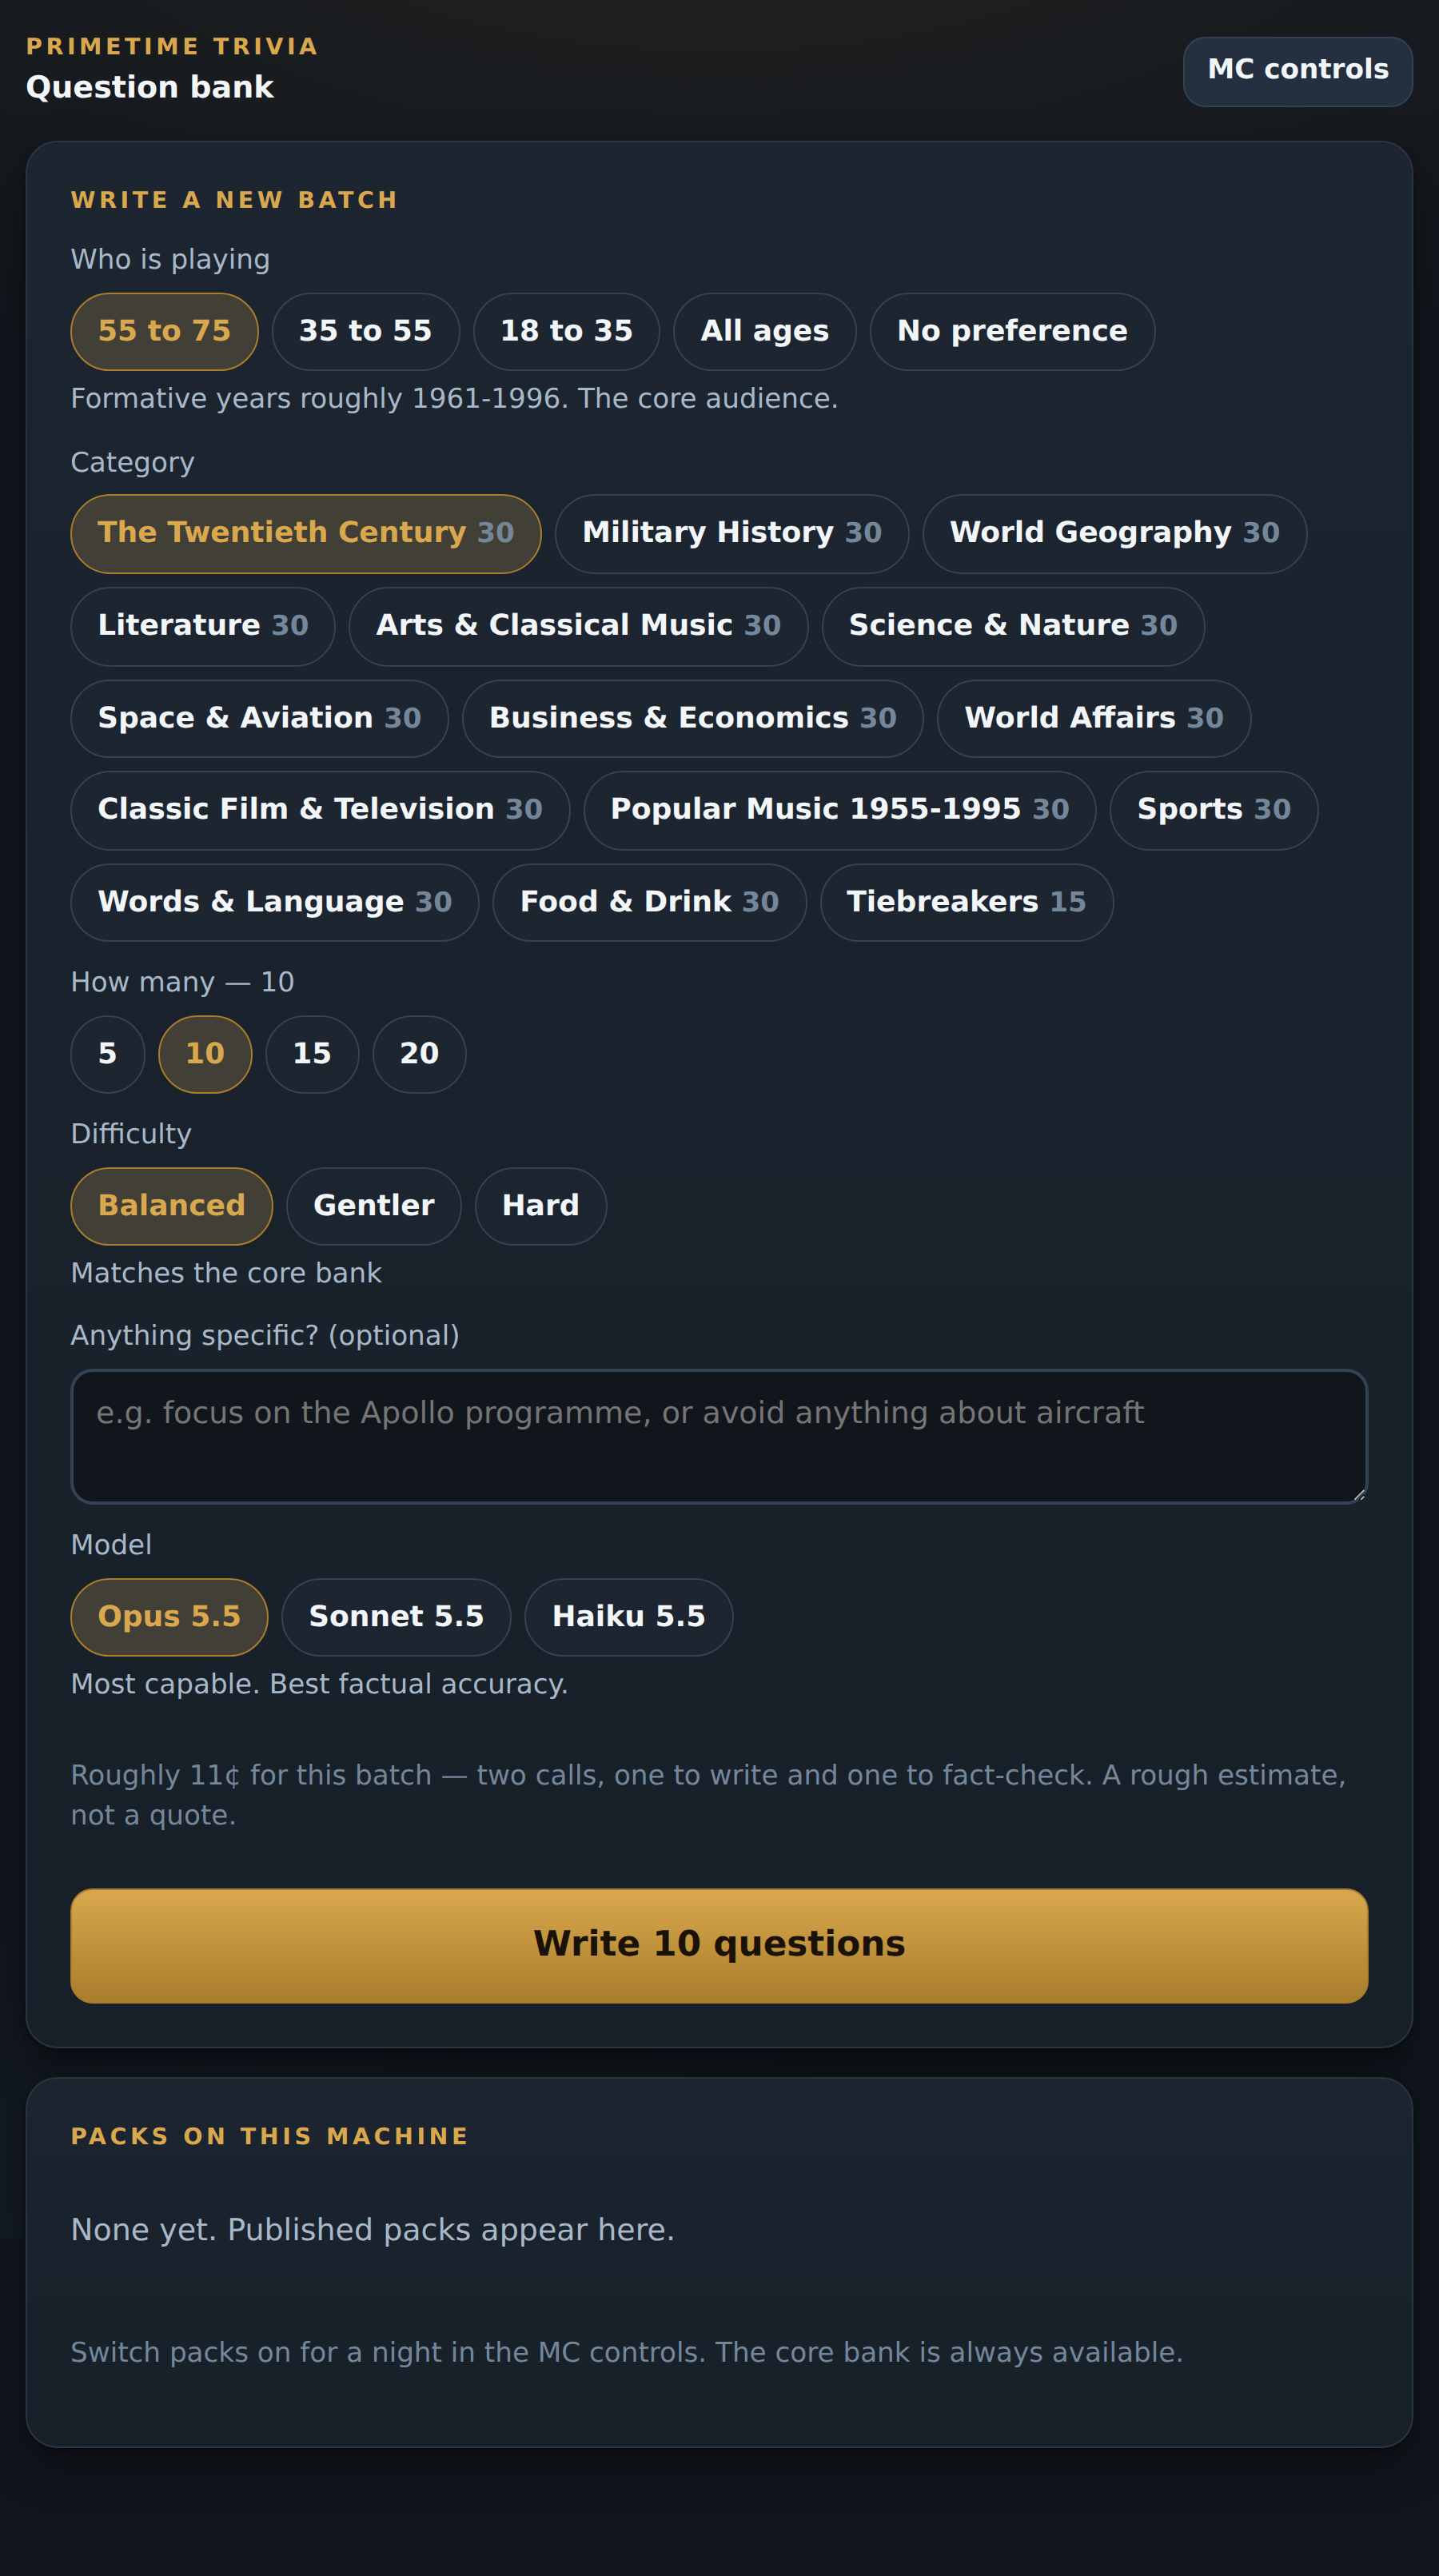 PRIMETIME TRIVIA
Question bank
MC controls
WRITE A NEW BATCH
Who is playing
55 to 75 35 to 55 18 to 35 All ages No preference
Formative years roughly 1961-1996. The core audience.
Category
The Twentieth Century 30 Military History 30 World Geography 30
Literature 30 Arts & Classical Music 30 Science & Nature 30
Space & Aviation 30 Business & Economics 30 World Affairs 30
Classic Film & Television 30 Popular Music 1955-1995 30 Sports 30
Words & Language 30 Food & Drink 30 Tiebreakers 15
How many — 10
5 10 15 20
Difficulty
Balanced Gentler Hard
Matches the core bank
Anything specific? (optional)
e.g. focus on the Apollo programme, or avoid anything about aircraft
Model
Opus 5.5 Sonnet 5.5 Haiku 5.5
Most capable. Best factual accuracy.
Roughly 11¢ for this batch — two calls, one to write and one to fact-check. A rough estimate,
not a quote.
Write 10 questions
PACKS ON THIS MACHINE
None yet. Published packs appear here.
Switch packs on for a night in the MC controls. The core bank is always available.